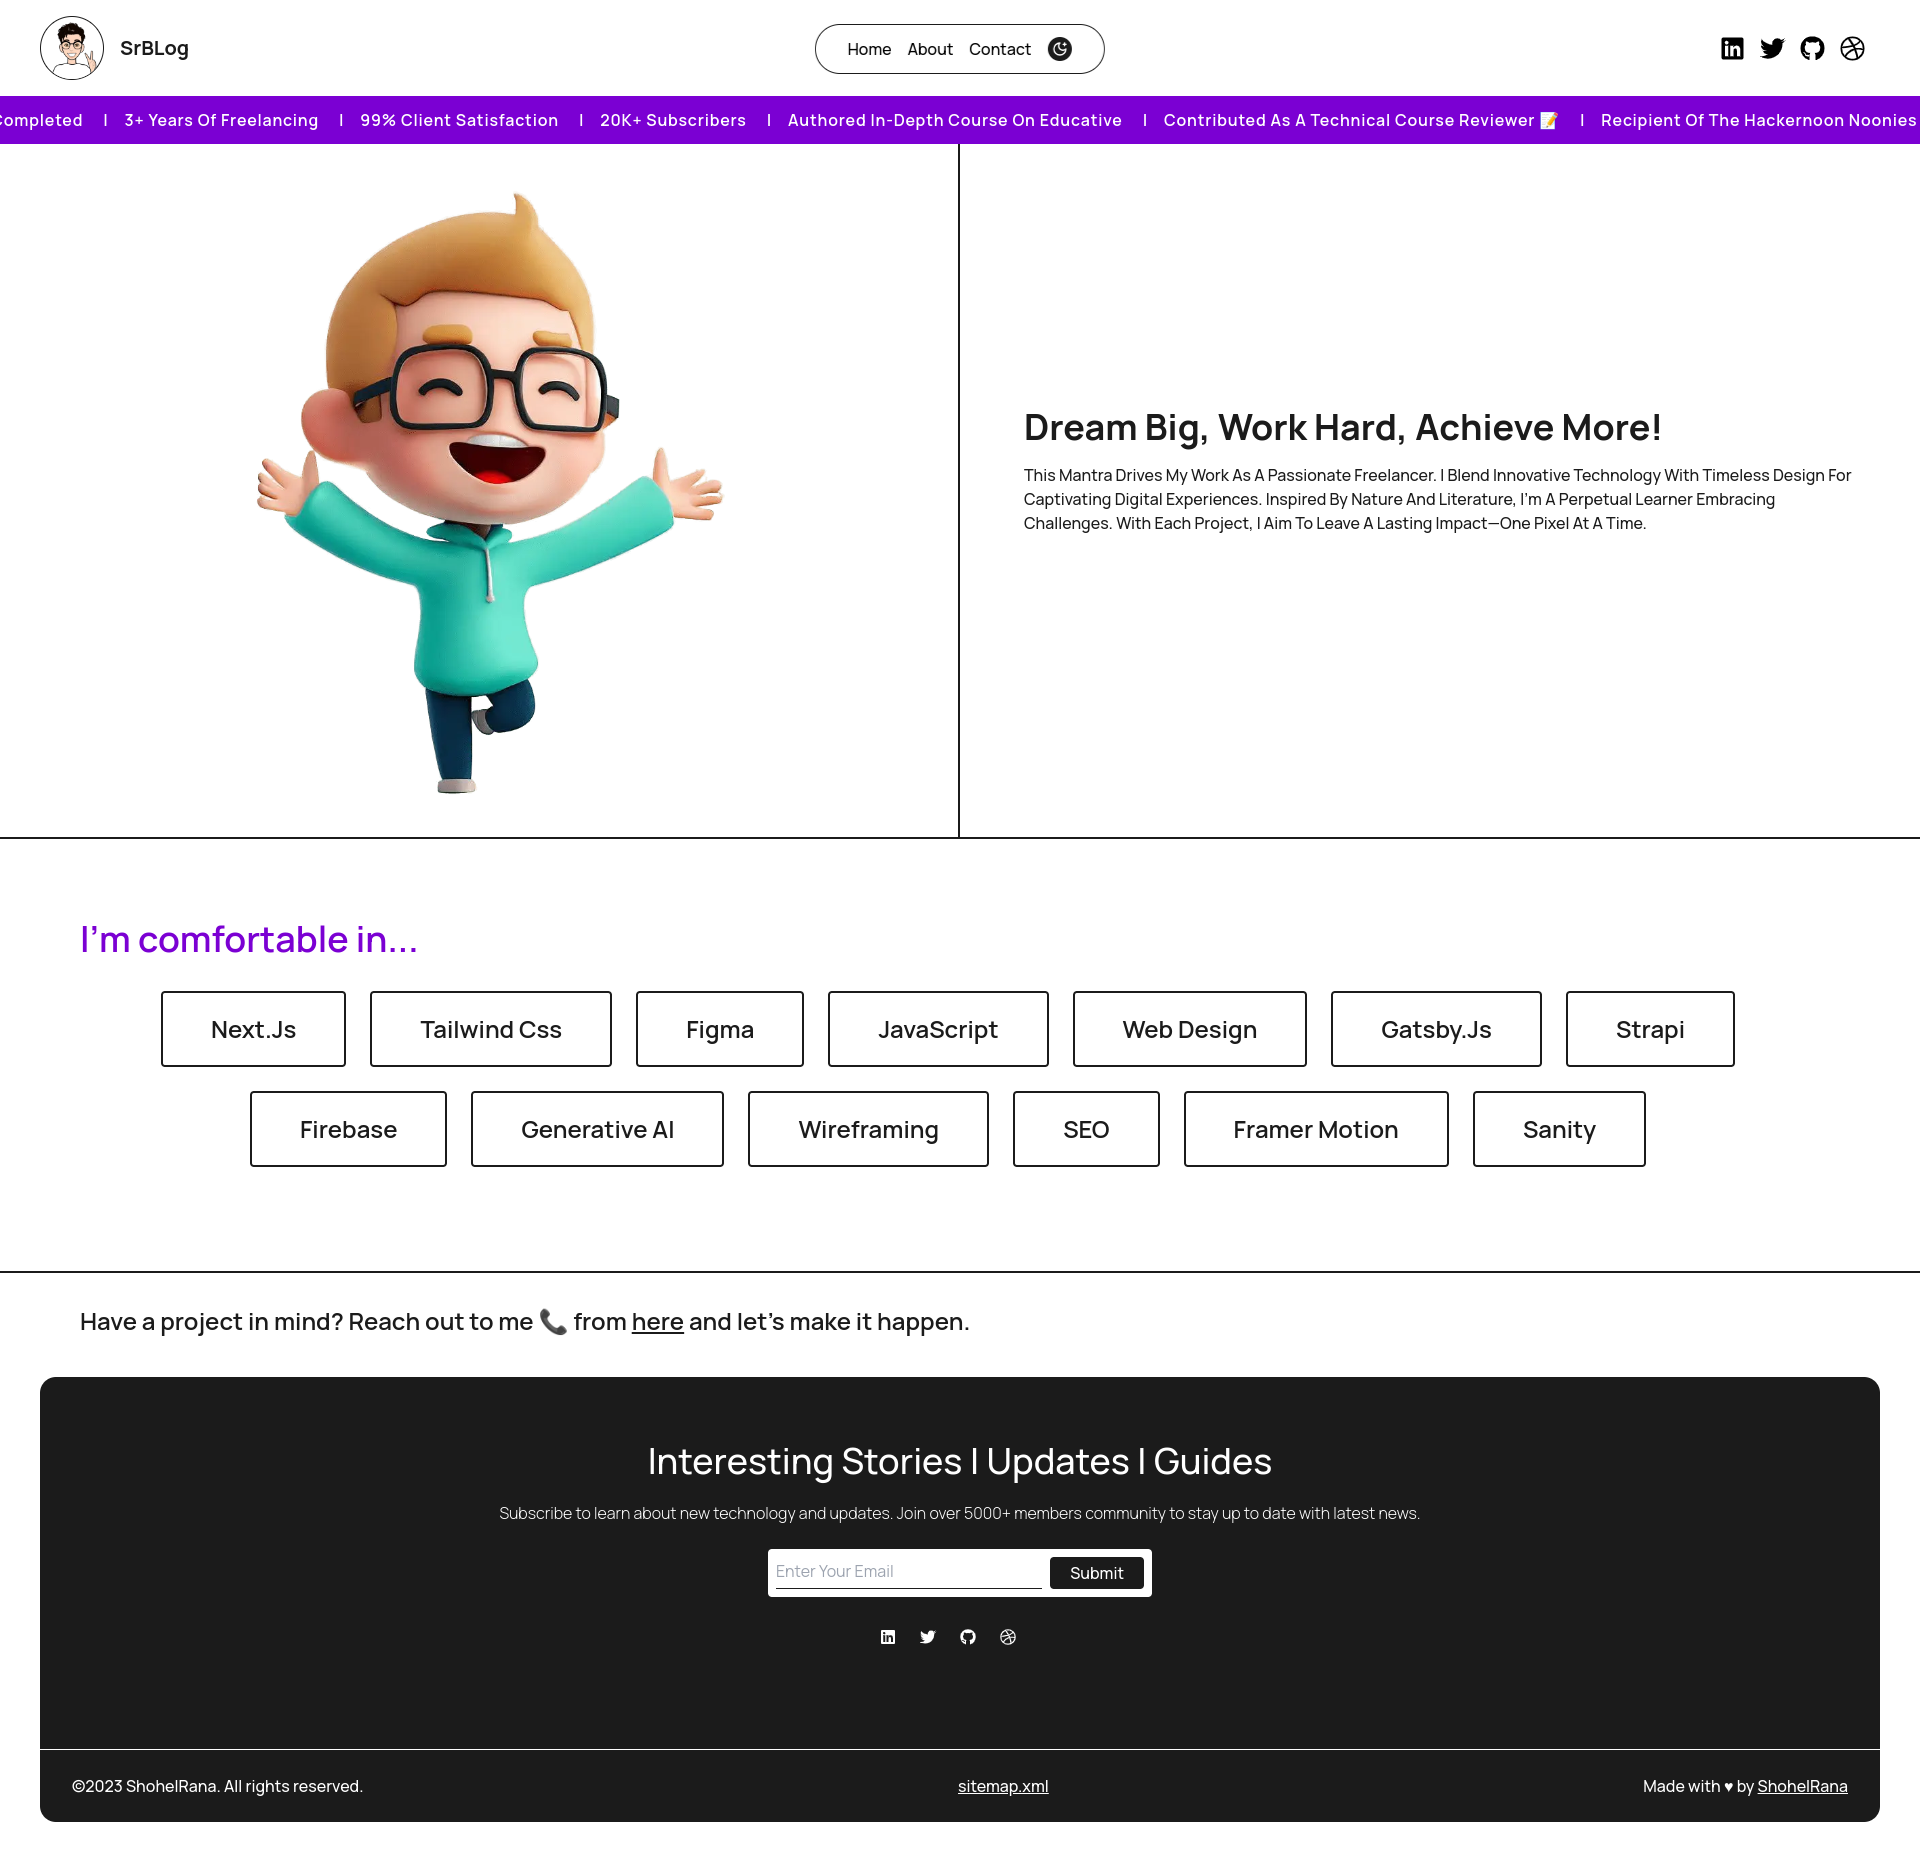 SrBLog
Home About Contact
Completed | 3+ Years Of Freelancing | 99% Client Satisfaction | 20K+ Subscribers | Authored In-Depth Course On Educative | Contributed As A Technical Course Reviewer 📝 | Recipient Of The Hackernoon Noonies
Dream Big, Work Hard, Achieve More!
This Mantra Drives My Work As A Passionate Freelancer. I Blend Innovative Technology With Timeless Design For
Captivating Digital Experiences. Inspired By Nature And Literature, I'm A Perpetual Learner Embracing
Challenges. With Each Project, I Aim To Leave A Lasting Impact—One Pixel At A Time.
I'm comfortable in...
Next.Js Tailwind Css Figma JavaScript Web Design Gatsby.Js Strapi
Firebase Generative AI Wireframing SEO Framer Motion Sanity
Have a project in mind? Reach out to me 📞 from here and let's make it happen.
Interesting Stories | Updates | Guides
Subscribe to learn about new technology and updates. Join over 5000+ members community to stay up to date with latest news.
Enter Your Email Submit
©2023 ShohelRana. All rights reserved. sitemap.xml Made with ♥ by ShohelRana